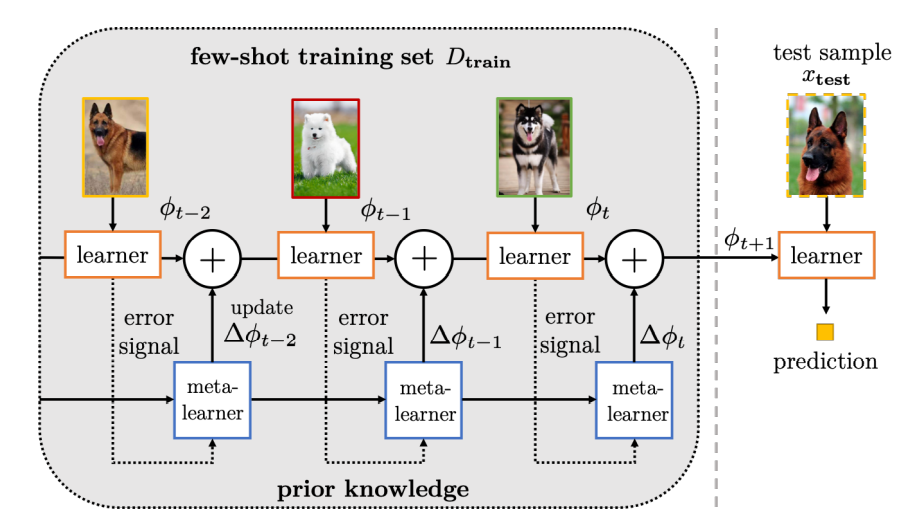 few-shot training set D_train
test sample
x_test
ϕ_{t−2}
ϕ_{t−1}
ϕ_t
ϕ_{t+1}
learner
+
learner
+
learner
+
learner
error
signal
update
Δϕ_{t−2}
error
signal
Δϕ_{t−1}
error
signal
Δϕ_t
prediction
meta-
learner
meta-
learner
meta-
learner
prior knowledge